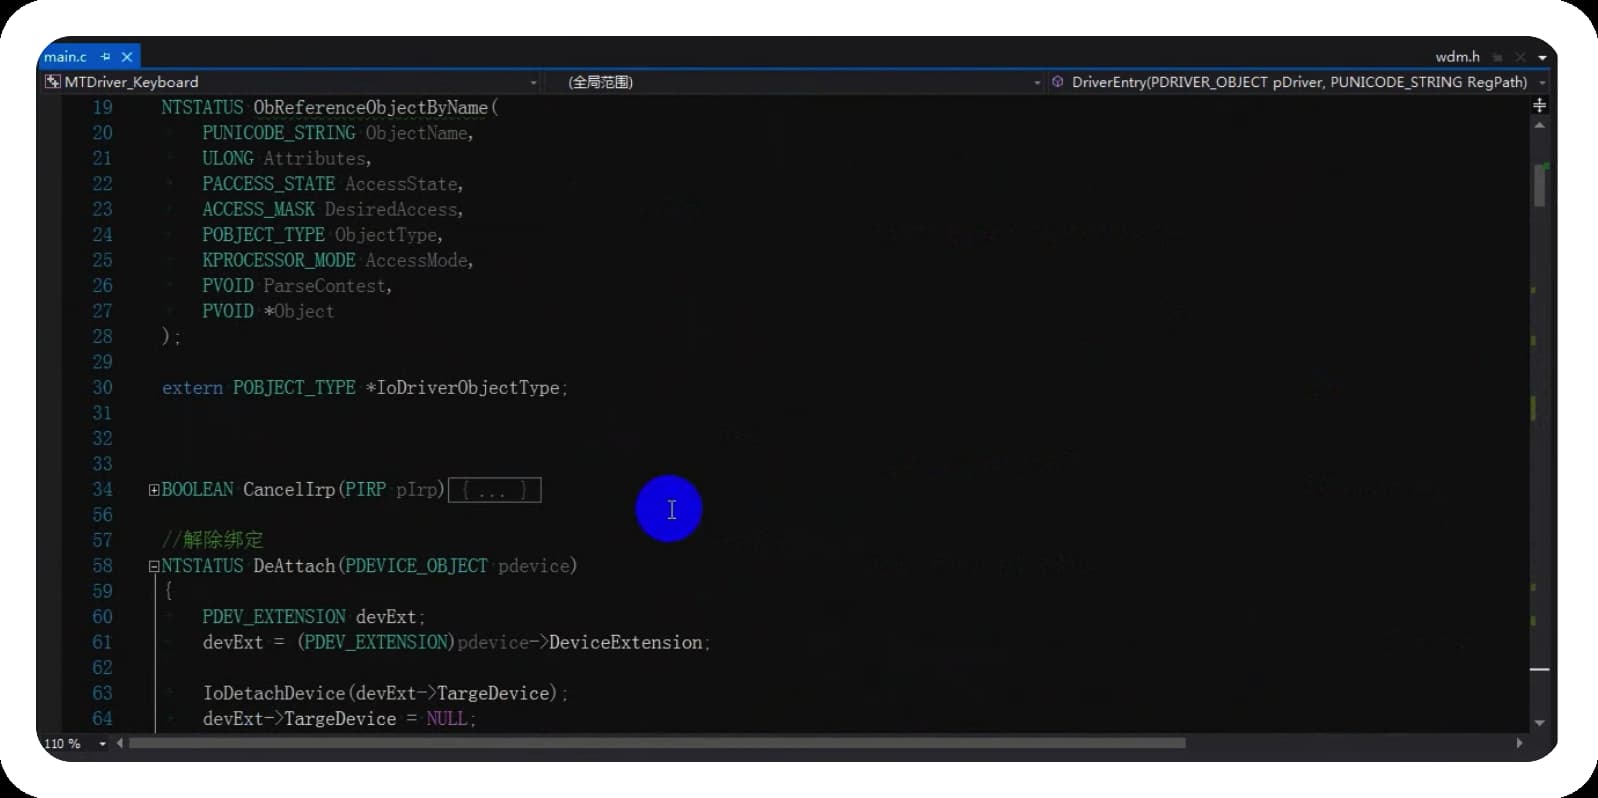 main.c
wdm.h
MTDriver_Keyboard (全局范围) DriverEntry(PDRIVER_OBJECT pDriver, PUNICODE_STRING RegPath)
19 NTSTATUS ObReferenceObjectByName(
20 PUNICODE_STRING ObjectName,
21 ULONG Attributes,
22 PACCESS_STATE AccessState,
23 ACCESS_MASK DesiredAccess,
24 POBJECT_TYPE ObjectType,
25 KPROCESSOR_MODE AccessMode,
26 PVOID ParseContest,
27 PVOID *Object
28 );
29
30 extern POBJECT_TYPE *IoDriverObjectType;
31
32
33
34 BOOLEAN CancelIrp(PIRP pIrp){ ... }
56
57 //解除绑定
58 NTSTATUS DeAttach(PDEVICE_OBJECT pdevice)
59 {
60 PDEV_EXTENSION devExt;
61 devExt = (PDEV_EXTENSION)pdevice->DeviceExtension;
62
63 IoDetachDevice(devExt->TargeDevice);
64 devExt->TargeDevice = NULL;
110 %